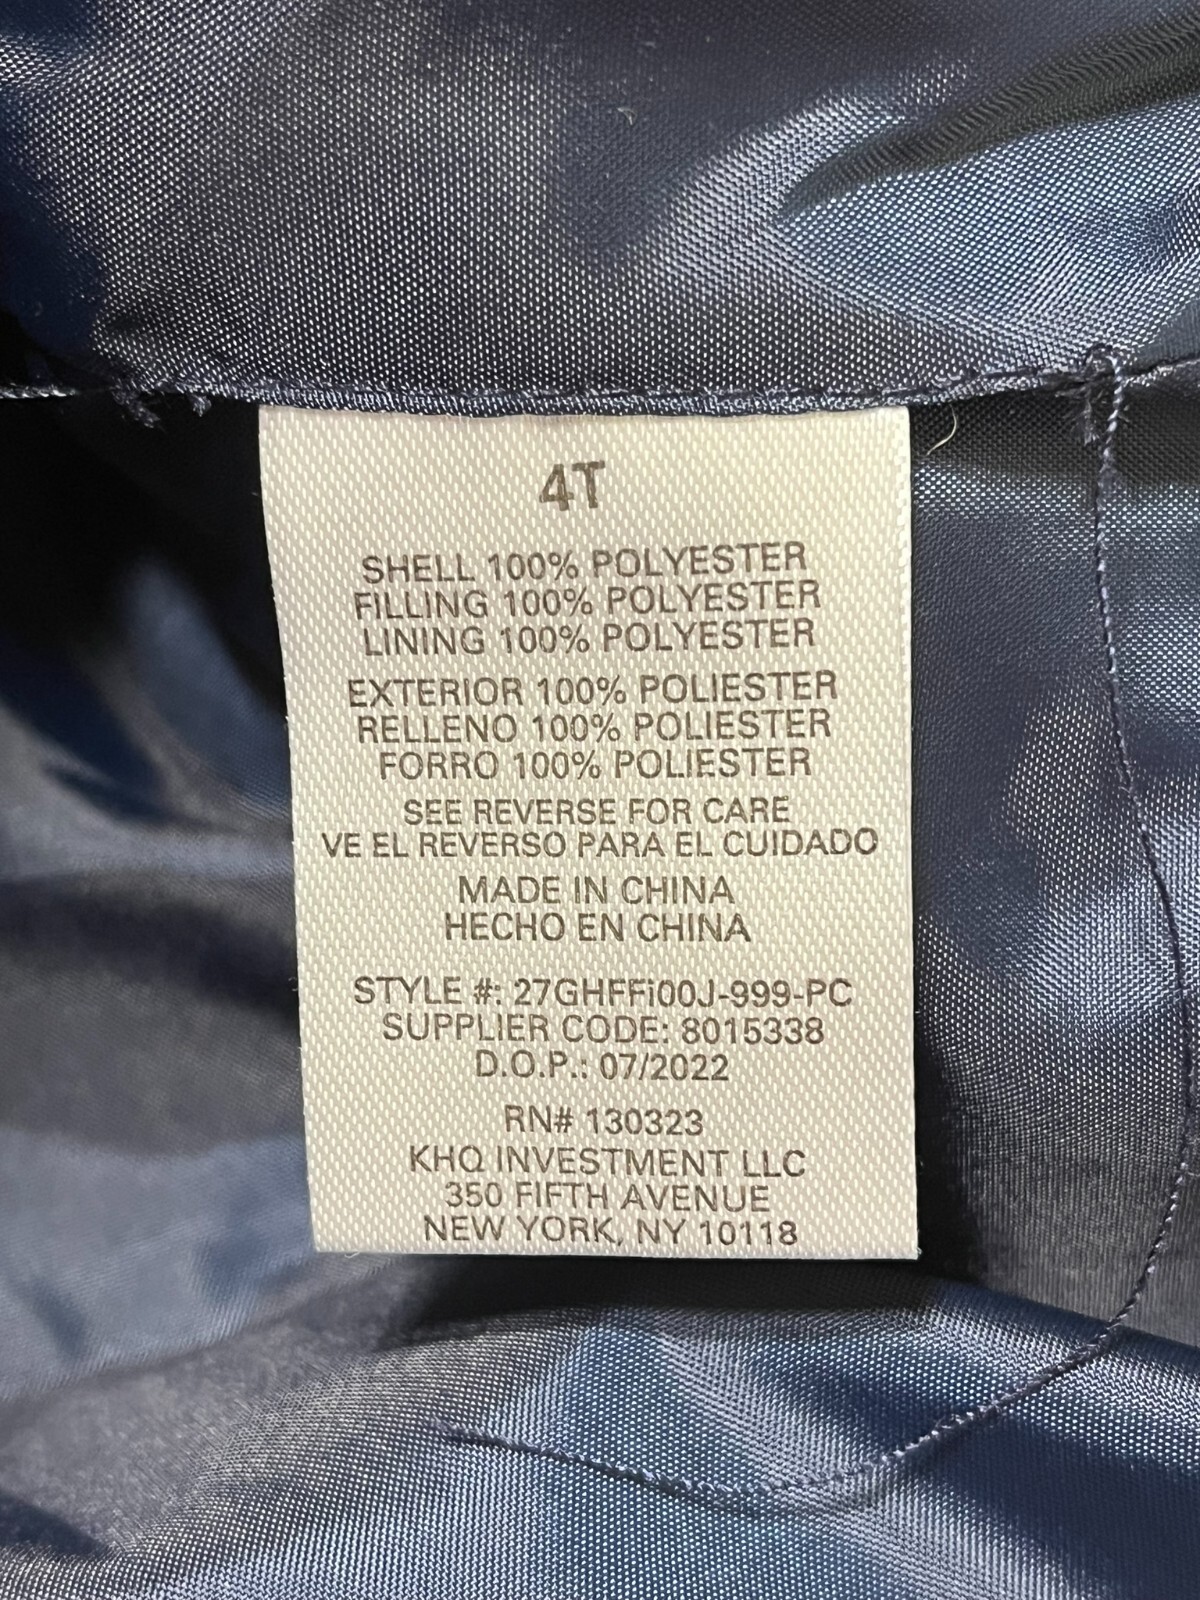 4T
SHELL 100% POLYESTER
FILLING 100% POLYESTER
LINING 100% POLYESTER
EXTERIOR 100% POLIESTER
RELLENO 100% POLIESTER
FORRO 100% POLIESTER
SEE REVERSE FOR CARE
VE EL REVERSO PARA EL CUIDADO
MADE IN CHINA
HECHO EN CHINA
STYLE #: 27GHFFi00J-999-PC
SUPPLIER CODE: 8015338
D.O.P.: 07/2022
RN# 130323
KHQ INVESTMENT LLC
350 FIFTH AVENUE
NEW YORK, NY 10118